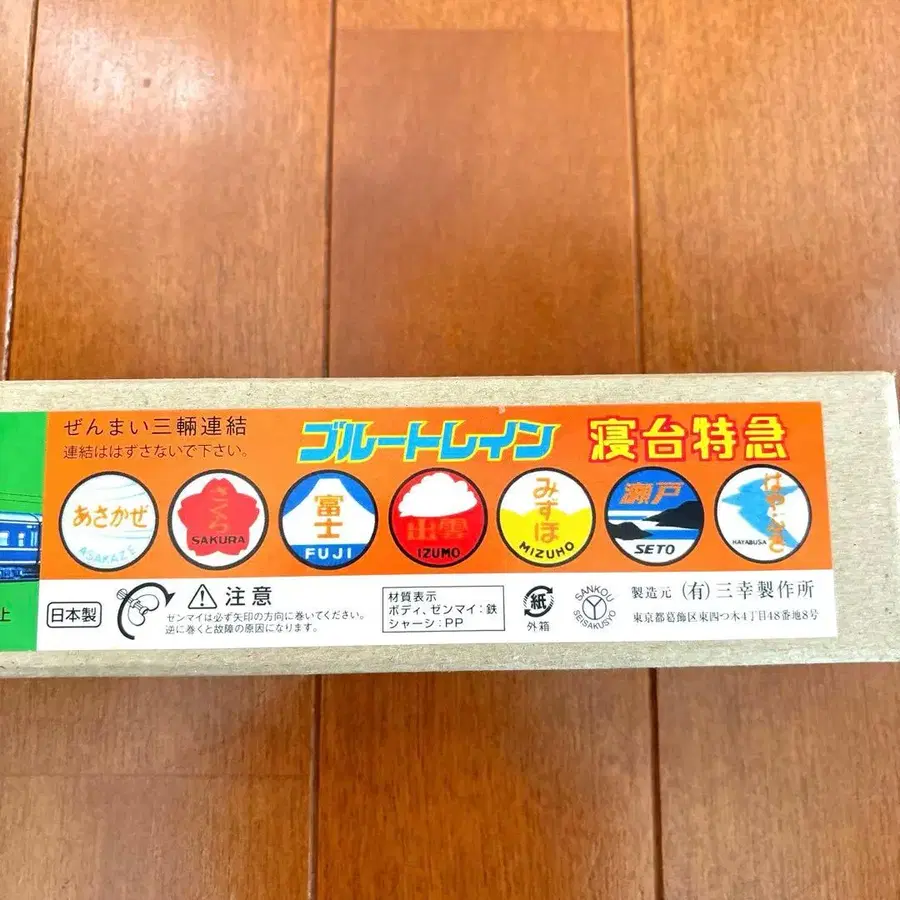 ぜんまい三輛連結
連結ははずさないで下さい。
ブルートレイン 寝台特急
あさかぜ
ASAKAZE
さくら
SAKURA
富士
FUJI
出雲
IZUMO
みずほ
MIZUHO
瀬戸
SETO
はやぶさ
HAYABUSA
上
日本製
注意
ゼンマイは必ず矢印の方向に巻いてください。
逆に巻くと故障の原因になります。
材質表示
ボディ、ゼンマイ:鉄
シャーシ:PP
紙
外箱
SANKOU
SEISAKUSYO
製造元 (有)三幸製作所
東京都葛飾区東四つ木4丁目48番地8号